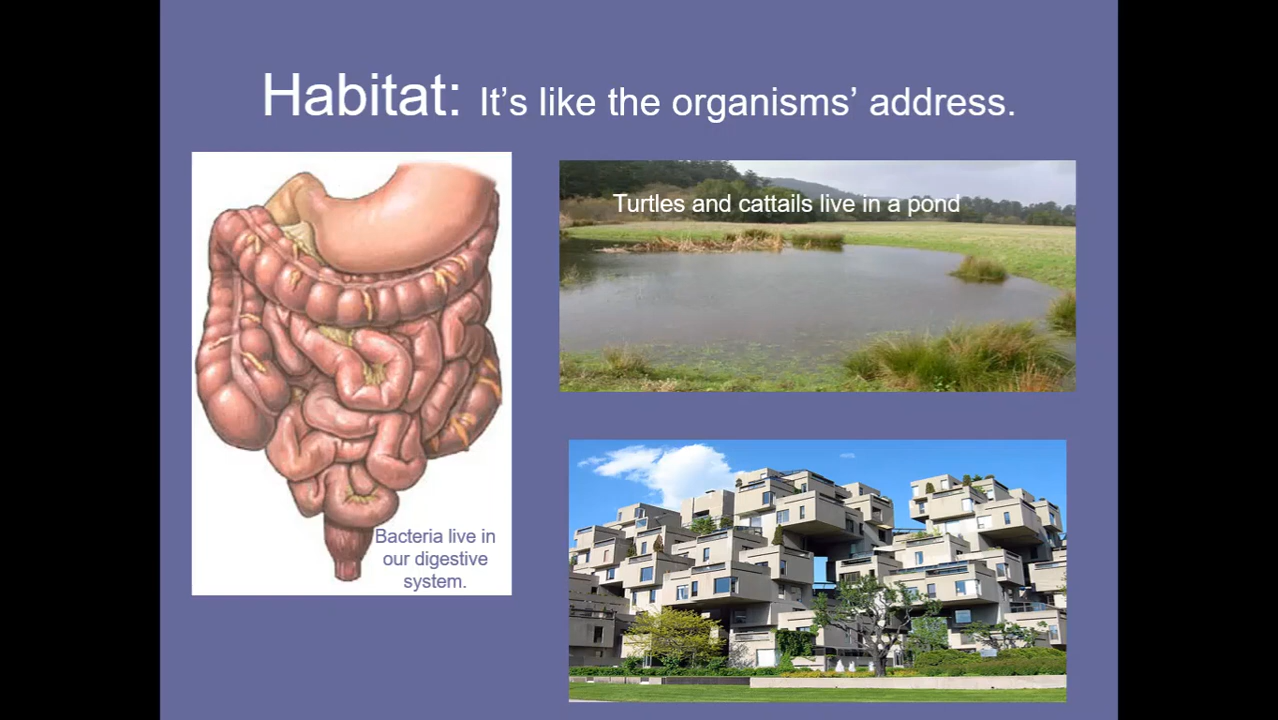 Habitat: It’s like the organisms’ address.
Turtles and cattails live in a pond
Bacteria live in
our digestive
system.